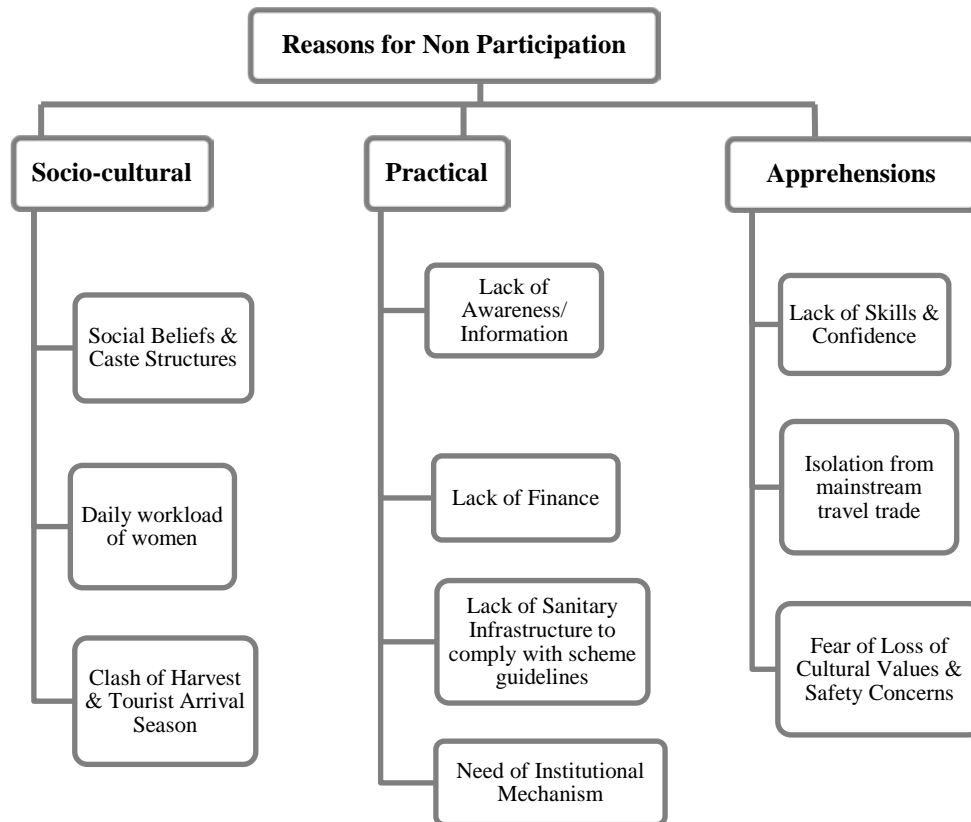 Reasons for Non Participation
Socio-cultural
Social Beliefs &
Caste Structures
Daily workload
of women
Clash of Harvest
& Tourist Arrival
Season
Practical
Lack of
Awareness/
Information
Lack of Finance
Lack of Sanitary
Infrastructure to
comply with scheme
guidelines
Need of Institutional
Mechanism
Apprehensions
Lack of Skills &
Confidence
Isolation from
mainstream
travel trade
Fear of Loss of
Cultural Values &
Safety Concerns